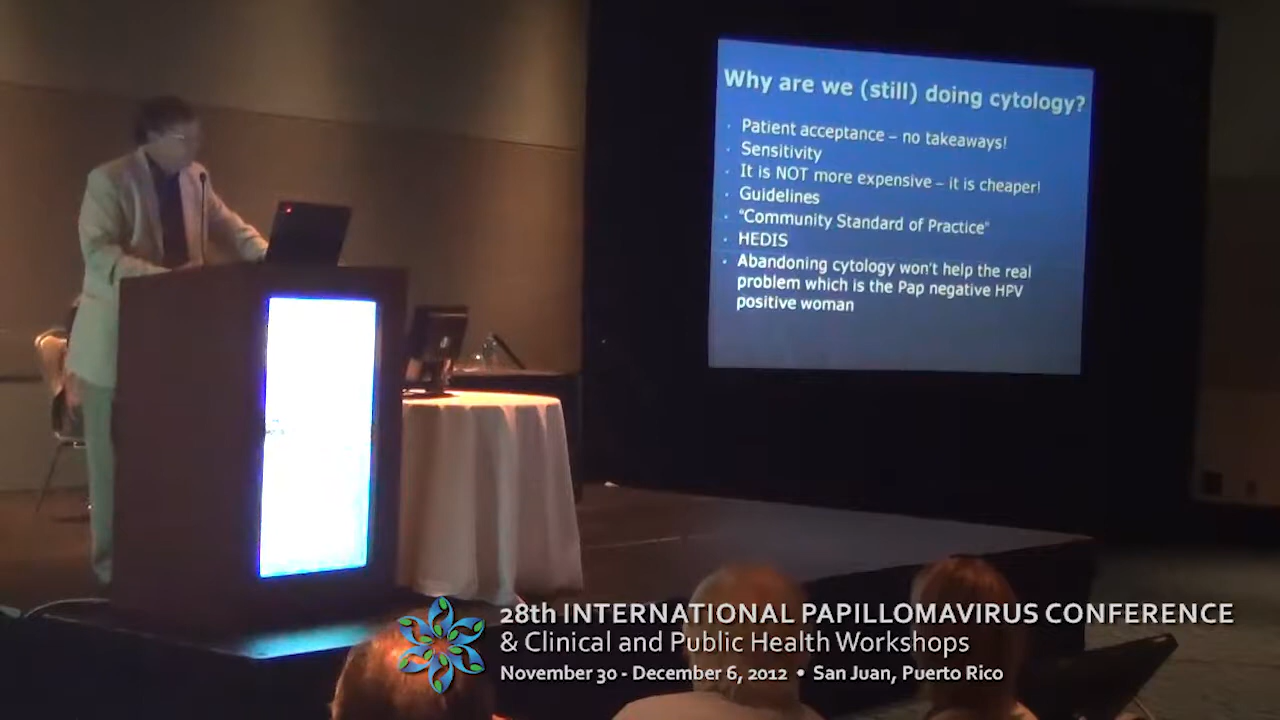 Why are we (still) doing cytology?
Patient acceptance – no takeaways!
Sensitivity
It is NOT more expensive – it is cheaper!
Guidelines
"Community Standard of Practice"
HEDIS
Abandoning cytology won't help the real
problem which is the Pap negative HPV
positive woman
28th INTERNATIONAL PAPILLOMAVIRUS CONFERENCE
& Clinical and Public Health Workshops
November 30 - December 6, 2012 • San Juan, Puerto Rico